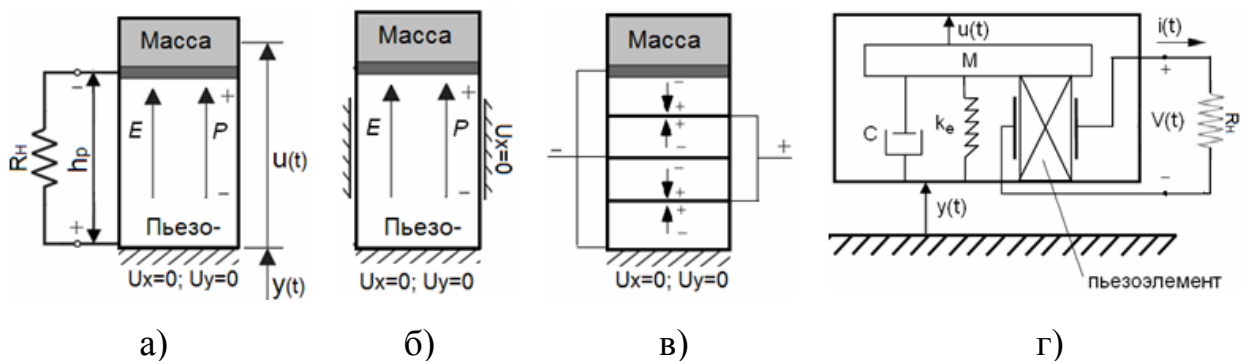 Масса
−
E
P
+
−
Rн
hp
u(t)
+
Пьезо-
Ux=0; Uy=0
y(t)
а)
Масса
E
P
+
−
Ux=0
Пьезо-
Ux=0; Uy=0
б)
Масса
−
+
+
−
−
+
−
+
+
−
−
+
Ux=0; Uy=0
в)
u(t)
i(t)
M
+
C
ke
V(t)
Rн
−
y(t)
пьезоэлемент
г)